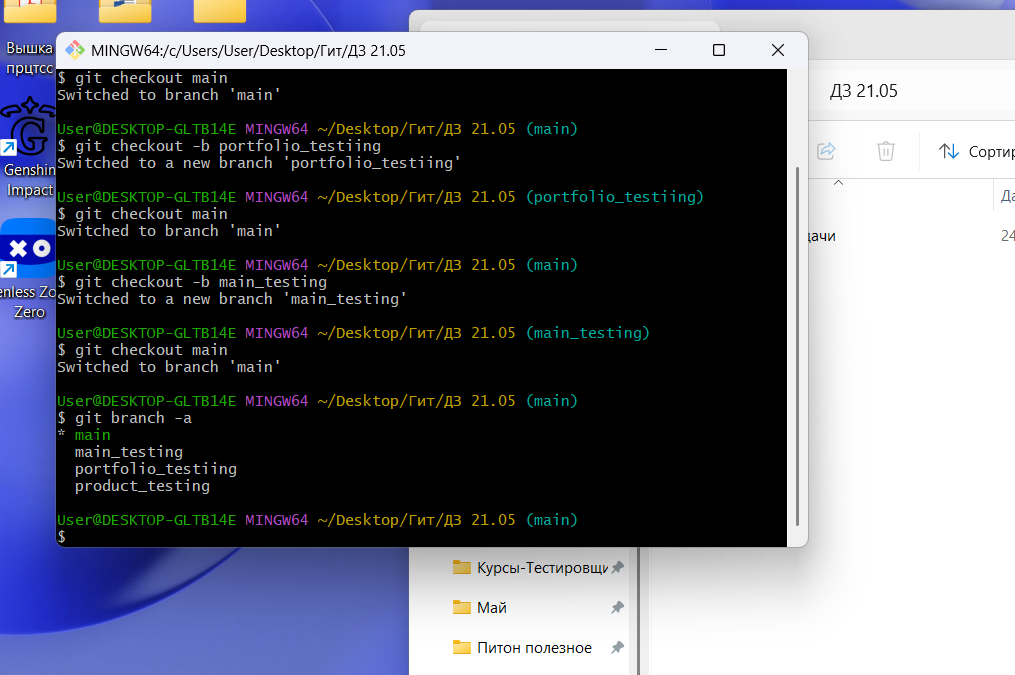 Вышка
прцтсс
Genshin
Impact
enless Zo
Zero
MINGW64:/c/Users/User/Desktop/Гит/ДЗ 21.05
$ git checkout main
Switched to branch 'main'
User@DESKTOP-GLTB14E MINGW64 ~/Desktop/Гит/ДЗ 21.05 (main)
$ git checkout -b portfolio_testiing
Switched to a new branch 'portfolio_testiing'
User@DESKTOP-GLTB14E MINGW64 ~/Desktop/Гит/ДЗ 21.05 (portfolio_testiing)
$ git checkout main
Switched to branch 'main'
User@DESKTOP-GLTB14E MINGW64 ~/Desktop/Гит/ДЗ 21.05 (main)
$ git checkout -b main_testing
Switched to a new branch 'main_testing'
User@DESKTOP-GLTB14E MINGW64 ~/Desktop/Гит/ДЗ 21.05 (main_testing)
$ git checkout main
Switched to branch 'main'
User@DESKTOP-GLTB14E MINGW64 ~/Desktop/Гит/ДЗ 21.05 (main)
$ git branch -a
* main
main_testing
portfolio_testiing
product_testing
User@DESKTOP-GLTB14E MINGW64 ~/Desktop/Гит/ДЗ 21.05 (main)
$
ДЗ 21.05
Сортир
Да
дачи
24
Курсы-Тестировщи
Май
Питон полезное